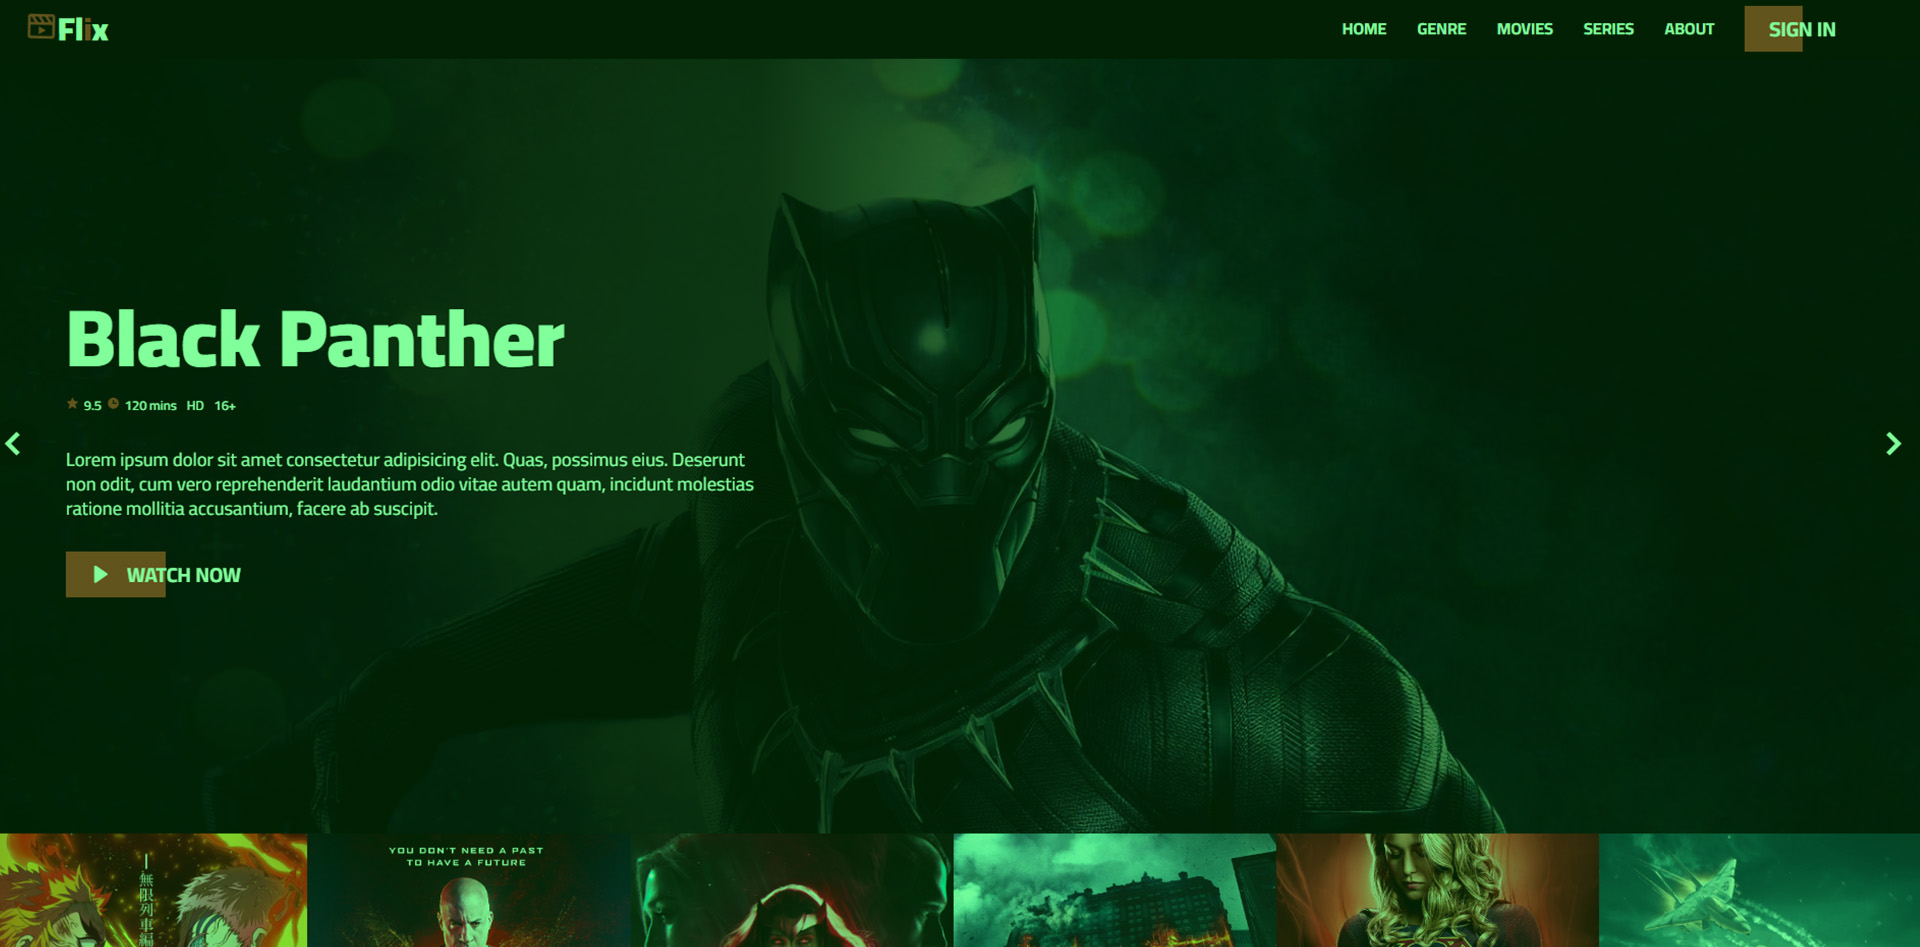 Flix
HOME GENRE MOVIES SERIES ABOUT SIGN IN
Black Panther
9.5 120 mins HD 16+
Lorem ipsum dolor sit amet consectetur adipisicing elit. Quas, possimus eius. Deserunt
non odit, cum vero reprehenderit laudantium odio vitae autem quam, incidunt molestias
ratione mollitia accusantium, facere ab suscipit.
WATCH NOW
無限列車編
YOU DON'T NEED A PAST
TO HAVE A FUTURE